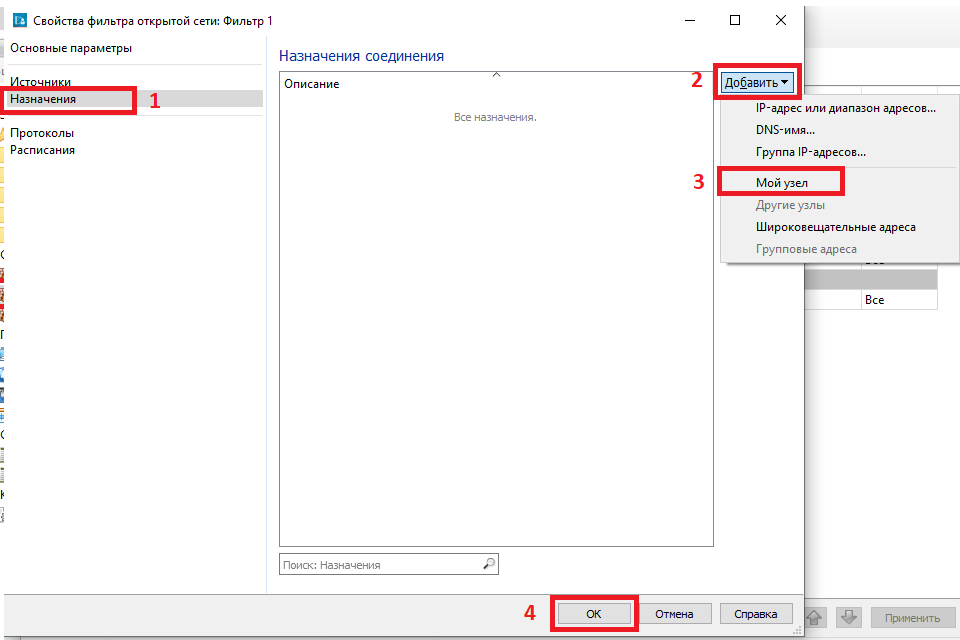 Свойства фильтра открытой сети: Фильтр 1
Основные параметры
Источники
Назначения
1
Протоколы
Расписания
Назначения соединения
Описание
Все назначения.
2
Добавить
IP-адрес или диапазон адресов...
DNS-имя...
Группа IP-адресов...
3
Мой узел
Другие узлы
Широковещательные адреса
Групповые адреса
Все
Поиск: Назначения
4
OK
Отмена
Справка
Применить